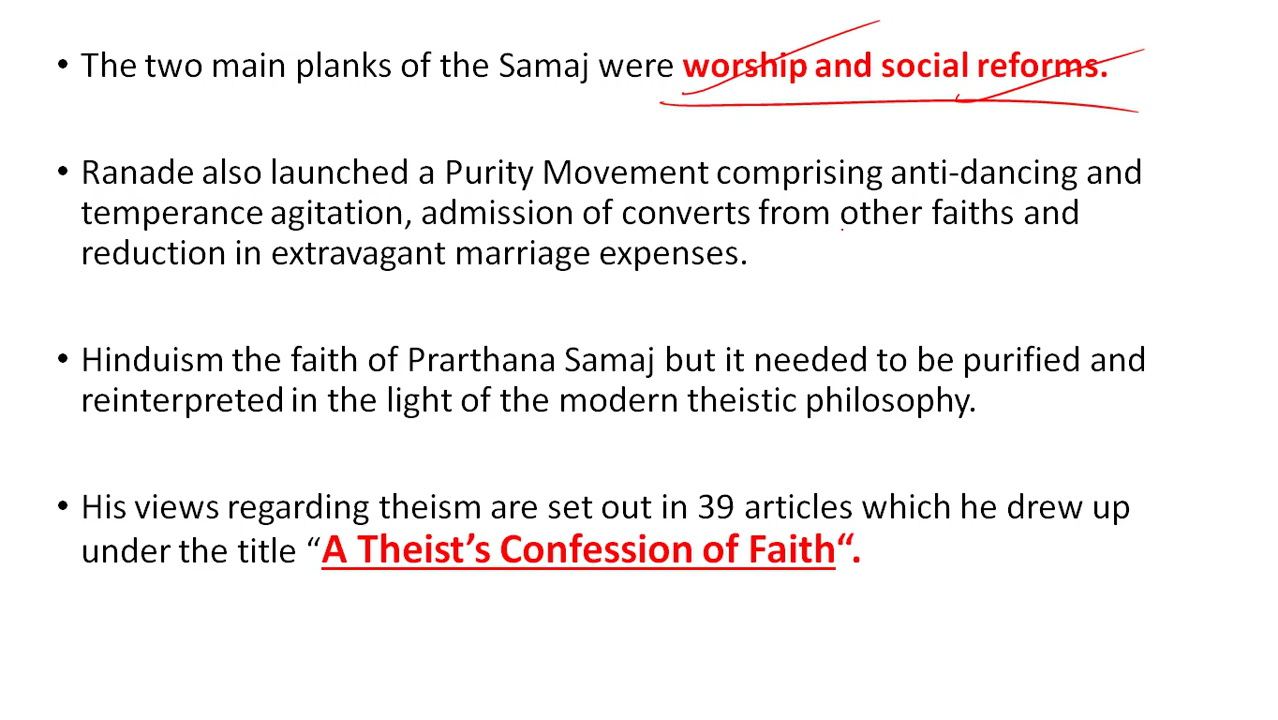 • The two main planks of the Samaj were worship and social reforms.
• Ranade also launched a Purity Movement comprising anti-dancing and
temperance agitation, admission of converts from other faiths and
reduction in extravagant marriage expenses.
• Hinduism the faith of Prarthana Samaj but it needed to be purified and
reinterpreted in the light of the modern theistic philosophy.
• His views regarding theism are set out in 39 articles which he drew up
under the title “A Theist’s Confession of Faith“.